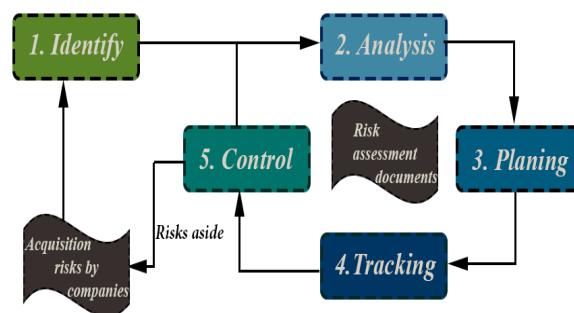 1. Identify
2. Analysis
Risk
assessment
documents
5. Control
3. Planing
Acquisition
risks by
companies
Risks aside
4.Tracking